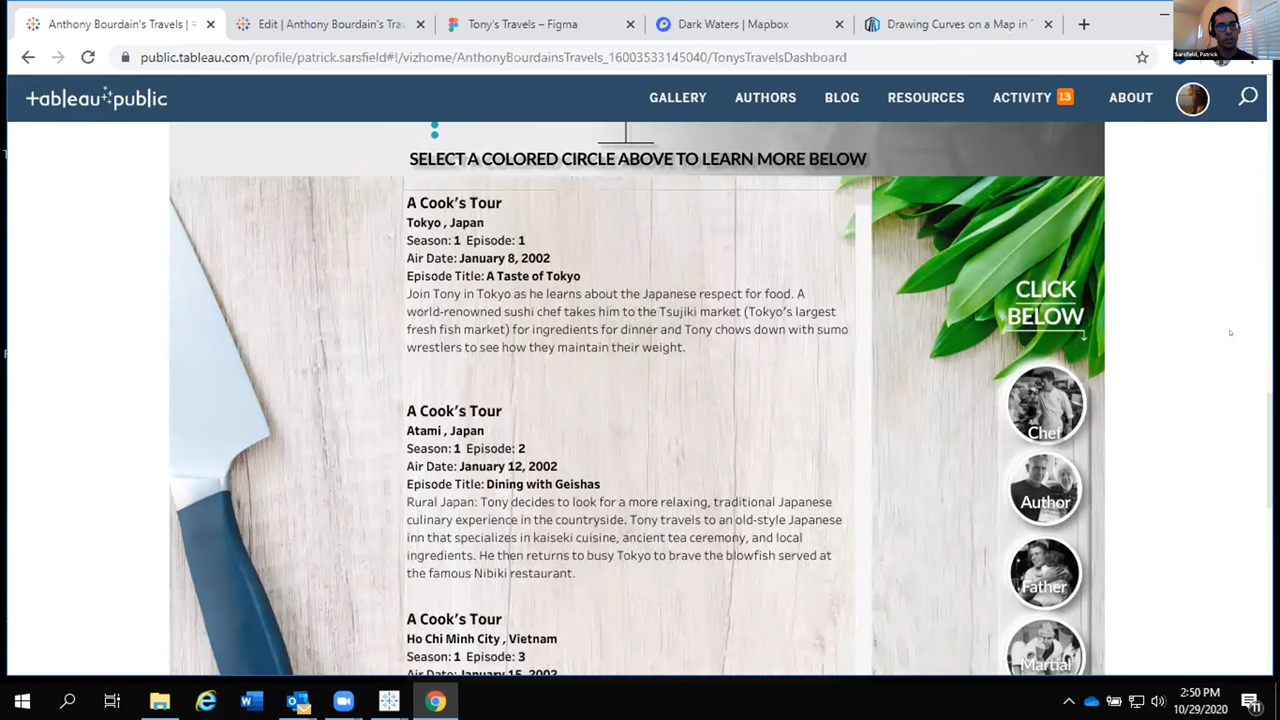 Anthony Bourdain's Travels |
Edit | Anthony Bourdain's Tra
Tony's Travels – Figma
Dark Waters | Mapbox
Drawing Curves on a Map in
Sarsfield, Patrick
public.tableau.com/profile/patrick.sarsfield#!/vizhome/AnthonyBourdainsTravels_16003533145040/TonysTravelsDashboard
+ableau+public
GALLERY
AUTHORS
BLOG
RESOURCES
ACTIVITY 13
ABOUT
SELECT A COLORED CIRCLE ABOVE TO LEARN MORE BELOW
A Cook's Tour
Tokyo , Japan
Season: 1 Episode: 1
Air Date: January 8, 2002
Episode Title: A Taste of Tokyo
Join Tony in Tokyo as he learns about the Japanese respect for food. A
world-renowned sushi chef takes him to the Tsujiki market (Tokyo's largest
fresh fish market) for ingredients for dinner and Tony chows down with sumo
wrestlers to see how they maintain their weight.
A Cook's Tour
Atami , Japan
Season: 1 Episode: 2
Air Date: January 12, 2002
Episode Title: Dining with Geishas
Rural Japan: Tony decides to look for a more relaxing, traditional Japanese
culinary experience in the countryside. Tony travels to an old-style Japanese
inn that specializes in kaiseki cuisine, ancient tea ceremony, and local
ingredients. He then returns to busy Tokyo to brave the blowfish served at
the famous Nibiki restaurant.
A Cook's Tour
Ho Chi Minh City , Vietnam
Season: 1 Episode: 3
Air Date: January 15, 2002
CLICK
BELOW
Chef
Author
Father
Martial
2:50 PM
10/29/2020
11